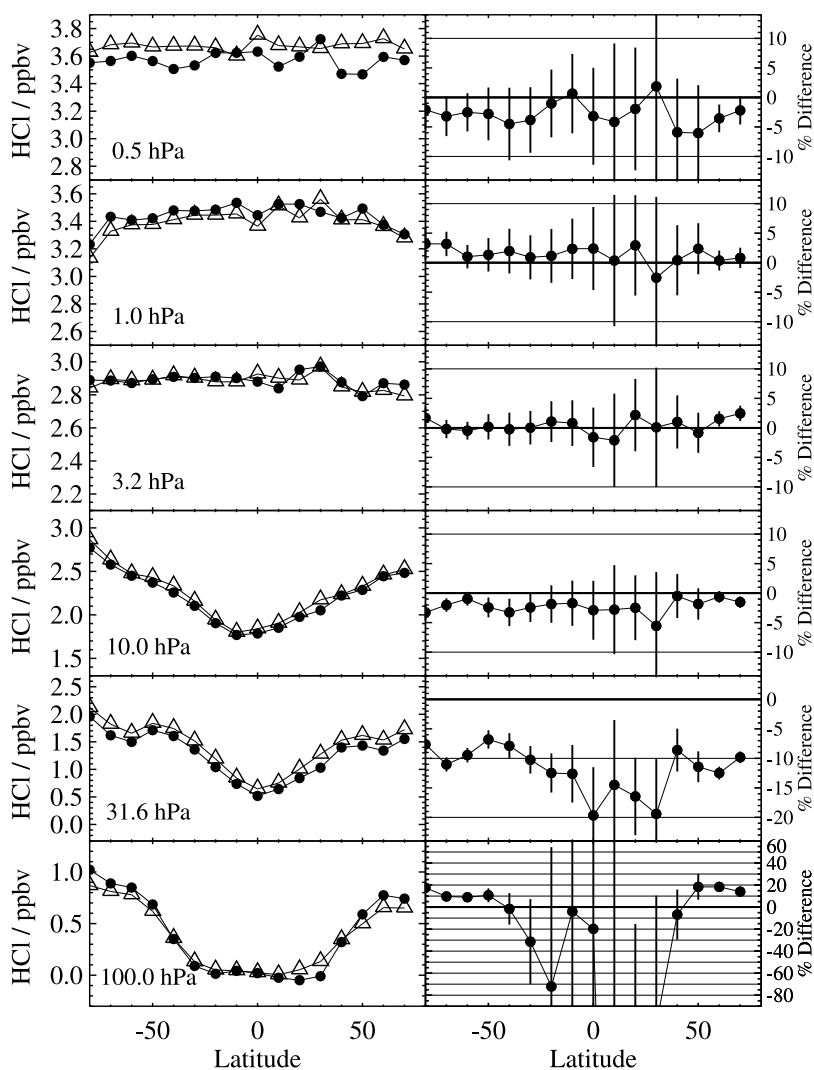 HCl / ppbv
3.8
3.6
3.4
3.2
3.0
2.8
0.5 hPa
10
5
0
-5
-10
% Difference
HCl / ppbv
3.6
3.4
3.2
3.0
2.8
2.6
1.0 hPa
10
5
0
-5
-10
% Difference
HCl / ppbv
3.0
2.8
2.6
2.4
2.2
3.2 hPa
10
5
0
-5
-10
% Difference
HCl / ppbv
3.0
2.5
2.0
1.5
10.0 hPa
10
5
0
-5
-10
% Difference
HCl / ppbv
2.5
2.0
1.5
1.0
0.5
0.0
31.6 hPa
0
-10
-20
% Difference
HCl / ppbv
1.0
0.5
0.0
100.0 hPa
60
40
20
0
-20
-40
-60
-80
% Difference
-50 0 50
Latitude
-50 0 50
Latitude